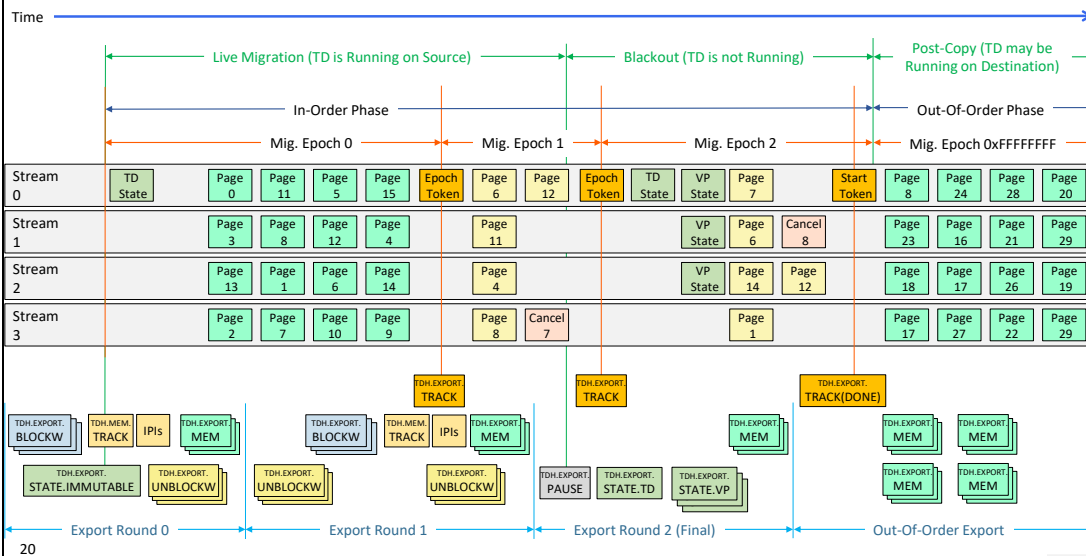 Time
Live Migration (TD is Running on Source)
Blackout (TD is not Running)
Post-Copy (TD may be
Running on Destination)
In-Order Phase
Out-Of-Order Phase
Mig. Epoch 0
Mig. Epoch 1
Mig. Epoch 2
Mig. Epoch 0xFFFFFFFF
Stream
0
TD
State
Page
0
Page
11
Page
5
Page
15
Epoch
Token
Page
6
Page
12
Epoch
Token
TD
State
VP
State
Page
7
Start
Token
Page
8
Page
24
Page
28
Page
20
Stream
1
Page
3
Page
8
Page
12
Page
4
Page
11
VP
State
Page
6
Cancel
8
Page
23
Page
16
Page
21
Page
29
Stream
2
Page
13
Page
1
Page
6
Page
14
Page
4
VP
State
Page
14
Page
12
Page
18
Page
17
Page
26
Page
19
Stream
3
Page
2
Page
7
Page
10
Page
9
Page
8
Cancel
7
Page
1
Page
17
Page
27
Page
22
Page
29
TDH.EXPORT.
TRACK
TDH.EXPORT.
TRACK
TDH.EXPORT.
TRACK(DONE)
TDH.EXPORT.
BLOCKW
TDH.MEM.
TRACK
IPIs
TDH.EXPORT.
MEM
TDH.EXPORT.
BLOCKW
TDH.MEM.
TRACK
IPIs
TDH.EXPORT.
MEM
TDH.EXPORT.
MEM
TDH.EXPORT.
MEM
TDH.EXPORT.
MEM
TDH.EXPORT.
STATE.IMMUTABLE
TDH.EXPORT.
UNBLOCKW
TDH.EXPORT.
UNBLOCKW
TDH.EXPORT.
UNBLOCKW
TDH.EXPORT.
PAUSE
TDH.EXPORT.
STATE.TD
TDH.EXPORT.
STATE.VP
TDH.EXPORT.
MEM
TDH.EXPORT.
MEM
Export Round 0
Export Round 1
Export Round 2 (Final)
Out-Of-Order Export
20